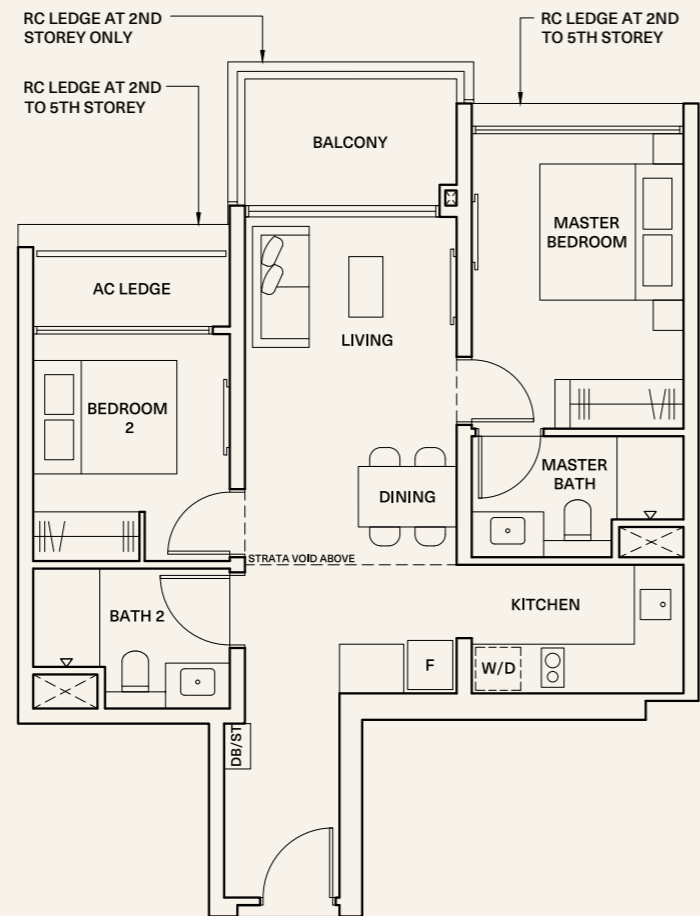 RC LEDGE AT 2ND
STOREY ONLY
RC LEDGE AT 2ND
TO 5TH STOREY
RC LEDGE AT 2ND
TO 5TH STOREY
BALCONY
MASTER
BEDROOM
AC LEDGE
LIVING
BEDROOM
2
MASTER
BATH
DINING
STRATA VOID ABOVE
BATH 2
KITCHEN
F
W/D
DB/ST